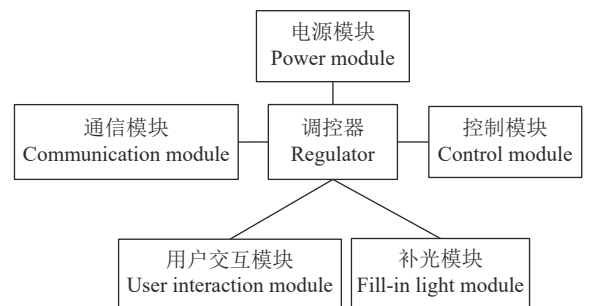 电源模块
Power module
通信模块
Communication module
调控器
Regulator
控制模块
Control module
用户交互模块
User interaction module
补光模块
Fill-in light module